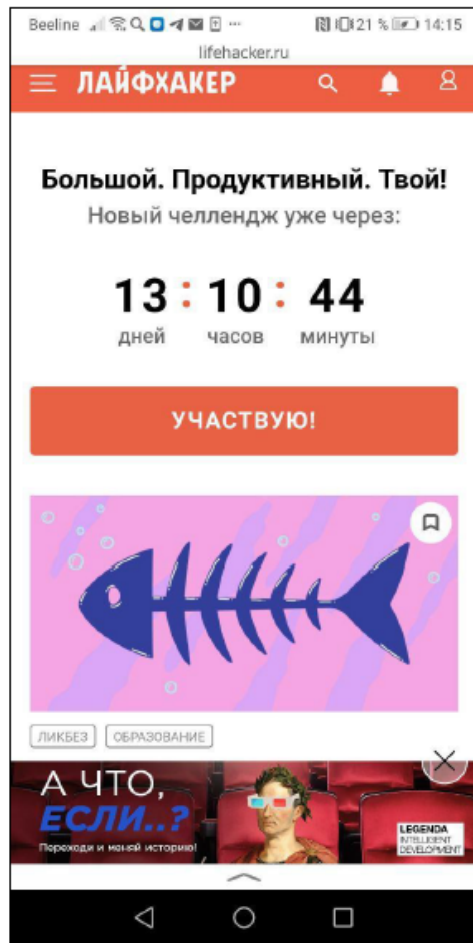 Beeline 21 % 14:15
lifehacker.ru
ЛАЙФХАКЕР
Большой. Продуктивный. Твой!
Новый челлендж уже через:
13 : 10 : 44
дней часов минуты
УЧАСТВУЮ!
ЛИКБЕЗ ОБРАЗОВАНИЕ
А ЧТО,
ЕСЛИ..?
Переходи и меняй историю!
LEGENDA
INTELLIGENT
DEVELOPMENT